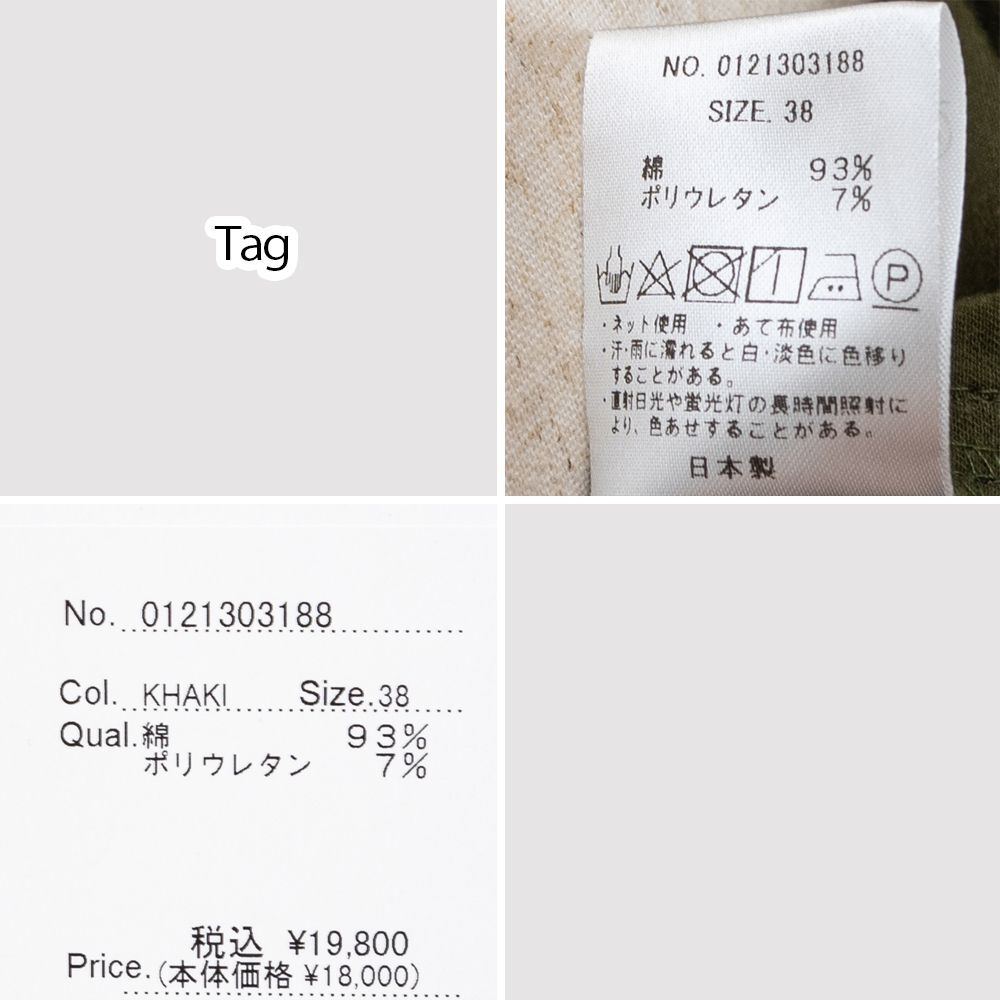 Tag
NO. 0121303188
SIZE. 38
綿 93%
ポリウレタン 7%
P
・ネット使用 ・あて布使用
・汗・雨に濡れると白・淡色に色移り
することがある。
・直射日光や蛍光灯の長時間照射に
より、色あせすることがある。
日本製
No. 0121303188
Col. KHAKI Size.38
Qual.綿 93%
ポリウレタン 7%
税込 ¥19,800
Price.(本体価格 ¥18,000)